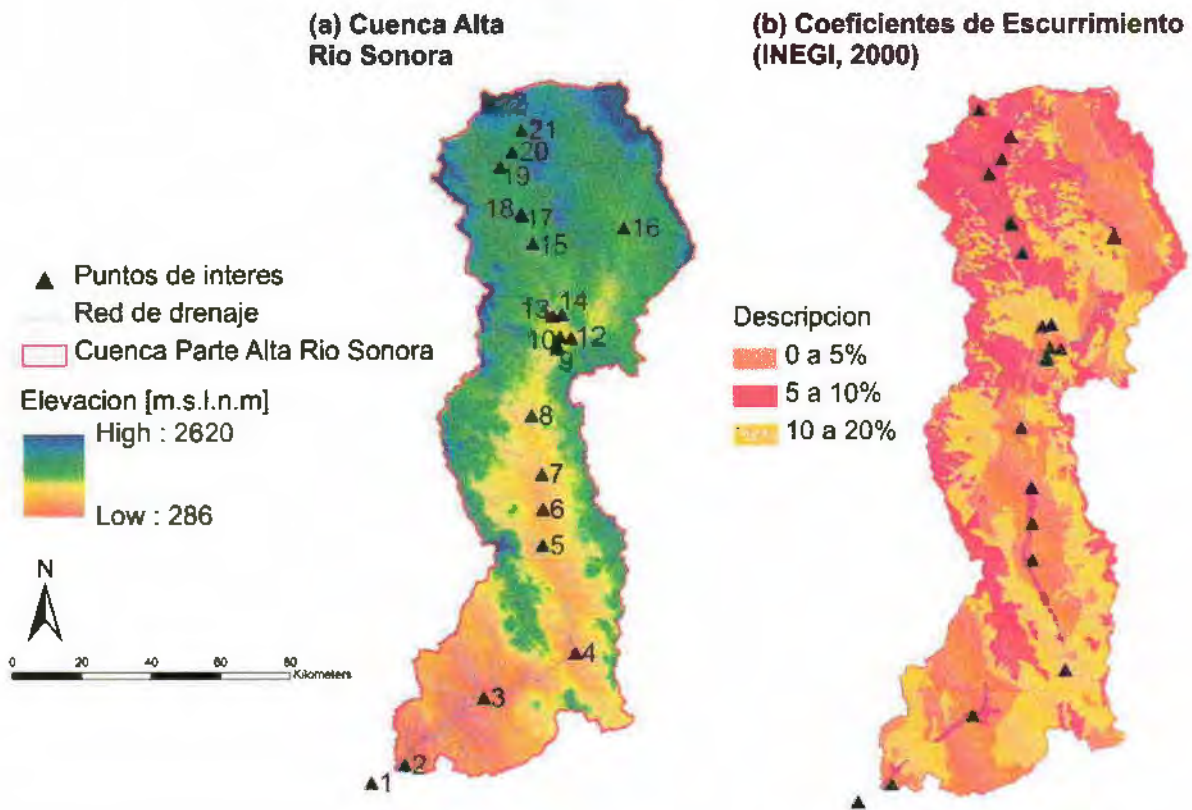 (a) Cuenca Alta
Rio Sonora
(b) Coeficientes de Escurrimiento
(INEGI, 2000)
21
20
19
18
17
16
15
14
13
12
10
9
8
7
6
5
4
3
2
1
Puntos de interes
Red de drenaje
Cuenca Parte Alta Rio Sonora
Elevacion [m.s.l.n.m]
High : 2620
Low : 286
N
0 20 40 60 80
Kilometers
Descripcion
0 a 5%
5 a 10%
10 a 20%